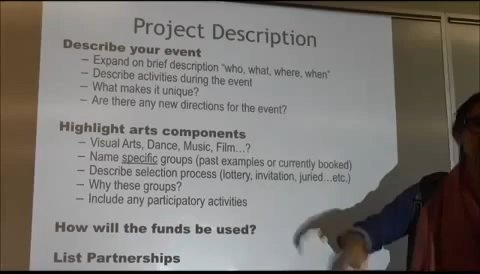 Project Description
Describe your event
– Expand on brief description "who, what, where, when"
– Describe activities during the event
– What makes it unique?
– Are there any new directions for the event?
Highlight arts components
– Visual Arts, Dance, Music, Film…?
– Name specific groups (past examples or currently booked)
– Describe selection process (lottery, invitation, juried…etc.)
– Why these groups?
– Include any participatory activities
How will the funds be used?
List Partnerships